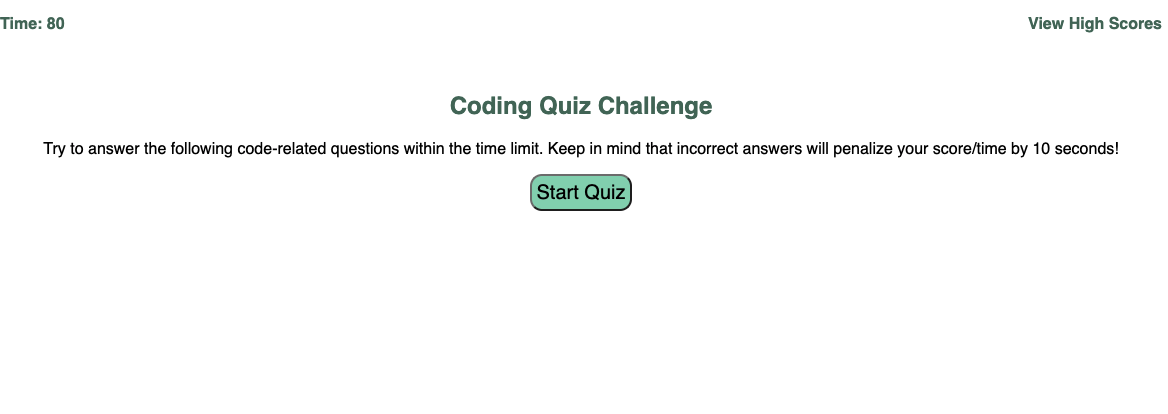 Time: 80
View High Scores
Coding Quiz Challenge
Try to answer the following code-related questions within the time limit. Keep in mind that incorrect answers will penalize your score/time by 10 seconds!
Start Quiz